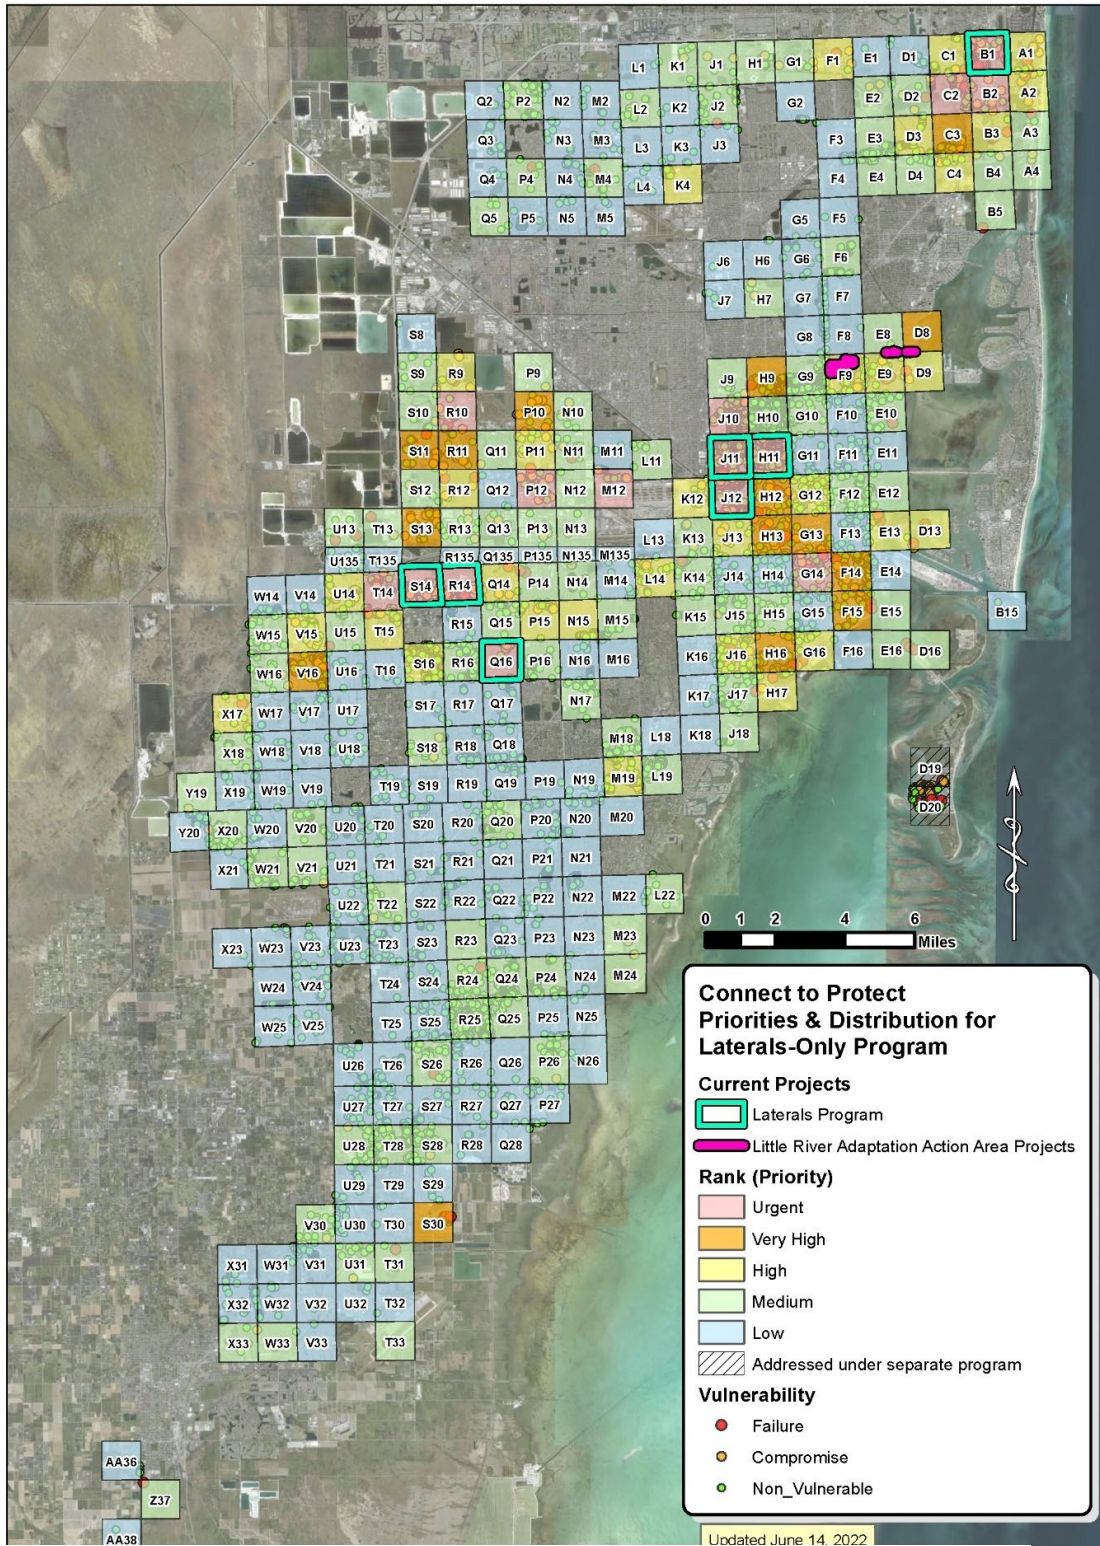 L1 K1 J1 H1 G1 F1 E1 D1 C1 B1 A1
Q2 P2 N2 M2 L2 K2 J2 G2 E2 D2 C2 B2 A2
Q3 N3 M3 L3 K3 J3 F3 E3 D3 C3 B3 A3
Q4 P4 N4 M4 L4 K4 F4 E4 D4 C4 B4 A4
Q5 P5 N5 M5 G5 F5 B5
J6 H6 G6 F6
J7 H7 G7 F7
S8 G8 F8 E8 D8
S9 R9 P9 J9 H9 G9 F9 E9 D9
S10 R10 P10 N10 J10 H10 G10 F10 E10
S11 R11 Q11 P11 N11 M11 L11 J11 H11 G11 F11 E11
S12 R12 Q12 P12 N12 M12 K12 J12 H12 G12 F12 E12
U13 T13 S13 R13 Q13 P13 N13 L13 K13 J13 H13 G13 F13 E13 D13
U135 T135 R135 Q135 P135 N135 M135
W14 V14 U14 T14 S14 R14 Q14 P14 N14 M14 L14 K14 J14 H14 G14 F14 E14
W15 V15 U15 T15 R15 Q15 P15 N15 M15 K15 J15 H15 G15 F15 E15 B15
W16 V16 U16 T16 S16 R16 Q16 P16 N16 M16 K16 J16 H16 G16 F16 E16 D16
X17 W17 V17 U17 S17 R17 Q17 N17 K17 J17 H17
X18 W18 V18 U18 S18 R18 Q18 M18 L18 K18 J18
Y19 X19 W19 V19 T19 S19 R19 Q19 P19 N19 M19 L19 D19
Y20 X20 W20 V20 U20 T20 S20 R20 Q20 P20 N20 M20 D20
X21 W21 V21 U21 T21 S21 R21 Q21 P21 N21
U22 T22 S22 R22 Q22 P22 N22 M22 L22
X23 W23 V23 U23 T23 S23 R23 Q23 P23 N23 M23
W24 V24 T24 S24 R24 Q24 P24 N24 M24
W25 V25 T25 S25 R25 Q25 P25 N25
U26 T26 S26 R26 Q26 P26 N26
U27 T27 S27 R27 Q27 P27
U28 T28 S28 R28 Q28
U29 T29 S29
V30 U30 T30 S30
X31 W31 V31 U31 T31
X32 W32 V32 U32 T32
X33 W33 V33 T33
AA36
Z37
AA38
0 1 2 4 6
Miles
Connect to Protect
Priorities & Distribution for
Laterals-Only Program
Current Projects
Laterals Program
Little River Adaptation Action Area Projects
Rank (Priority)
Urgent
Very High
High
Medium
Low
Addressed under separate program
Vulnerability
Failure
Compromise
Non_Vulnerable
Updated June 14, 2022